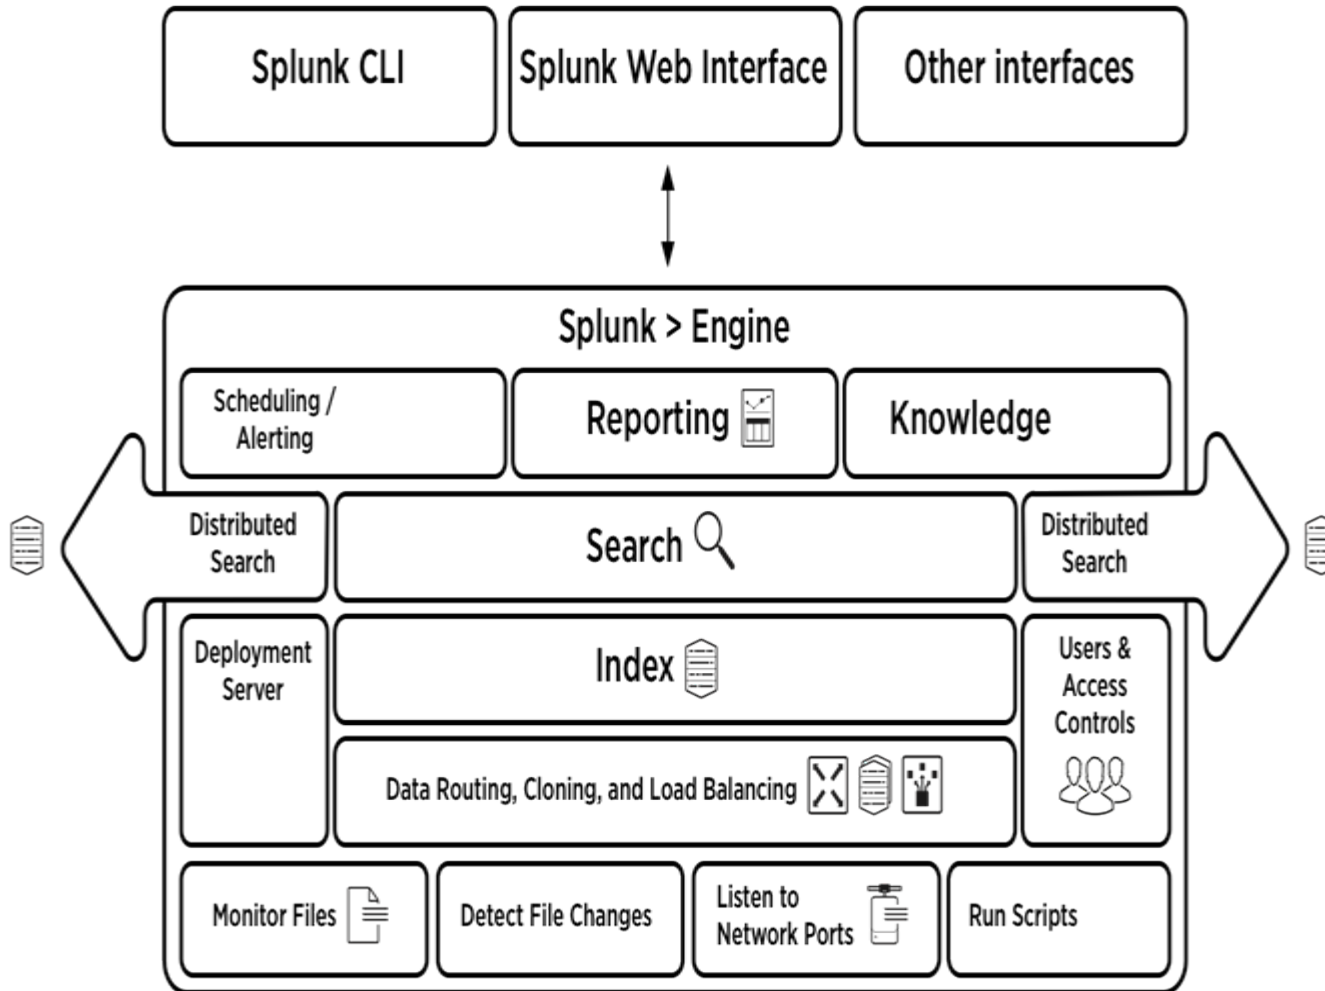 Splunk CLI
Splunk Web Interface
Other interfaces
Splunk > Engine
Scheduling /
Alerting
Reporting
Knowledge
Distributed
Search
Search
Distributed
Search
Deployment
Server
Index
Users &
Access
Controls
Data Routing, Cloning, and Load Balancing
Monitor Files
Detect File Changes
Listen to
Network Ports
Run Scripts